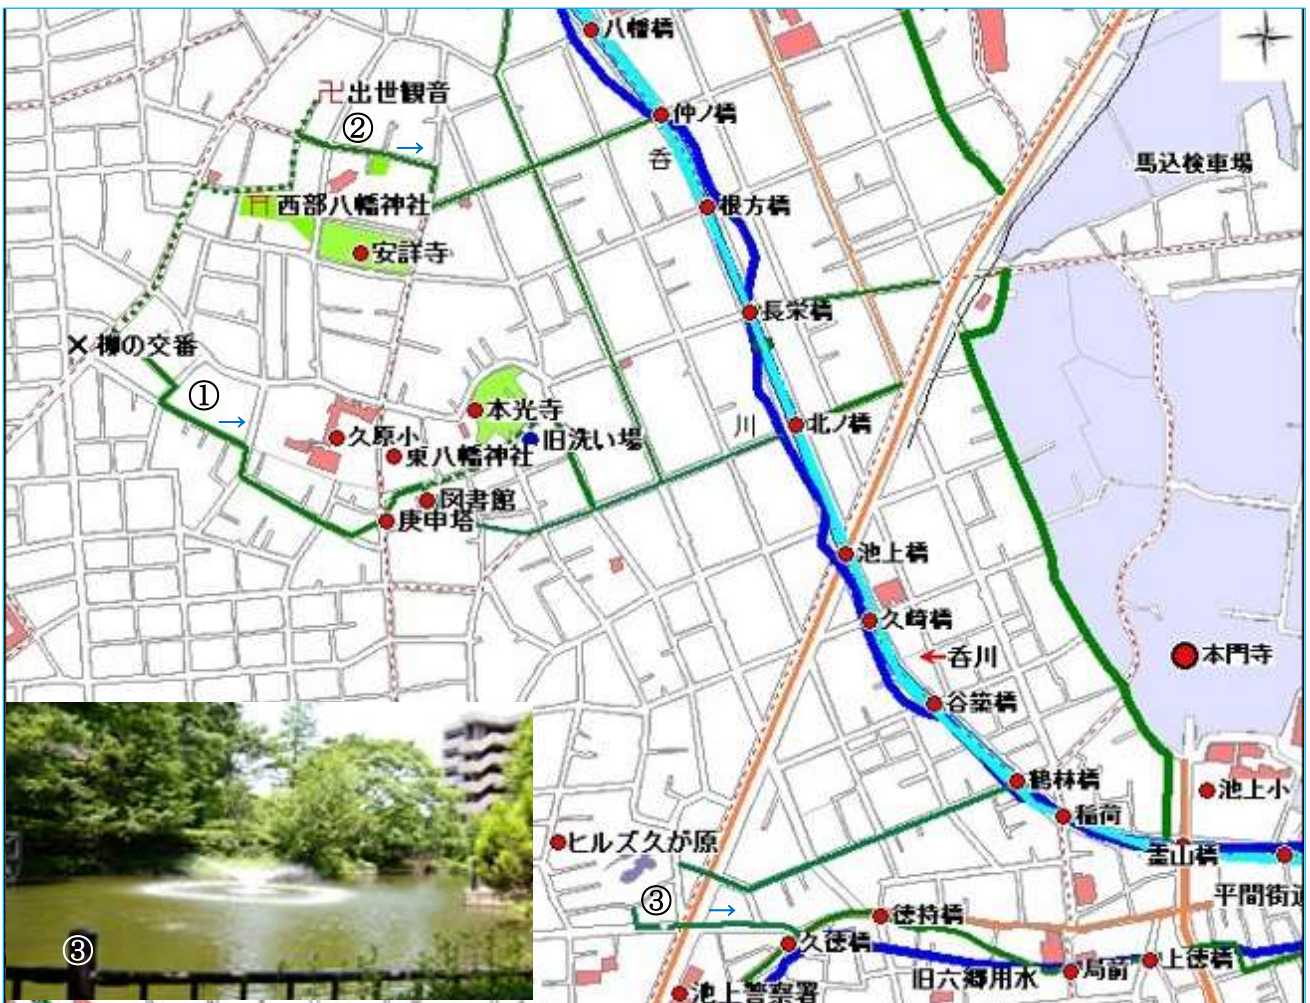 八幡橋
出世観音
仲ノ橋
②
→
呑
馬込検車場
西部八幡神社
根方橋
安詳寺
長栄橋
柳の交番
①
→
本光寺
久原小
川
北ノ橋
旧洗い場
東八幡神社
図書館
庚申塔
池上橋
久崎橋
←呑川
本門寺
谷築橋
鶴林橋
池上小
稲荷
ヒルズ久が原
霊山橋
平間街道
③
→
徳持橋
久徳橋
③
上徳橋
局前
旧六郷用水
池上警察署